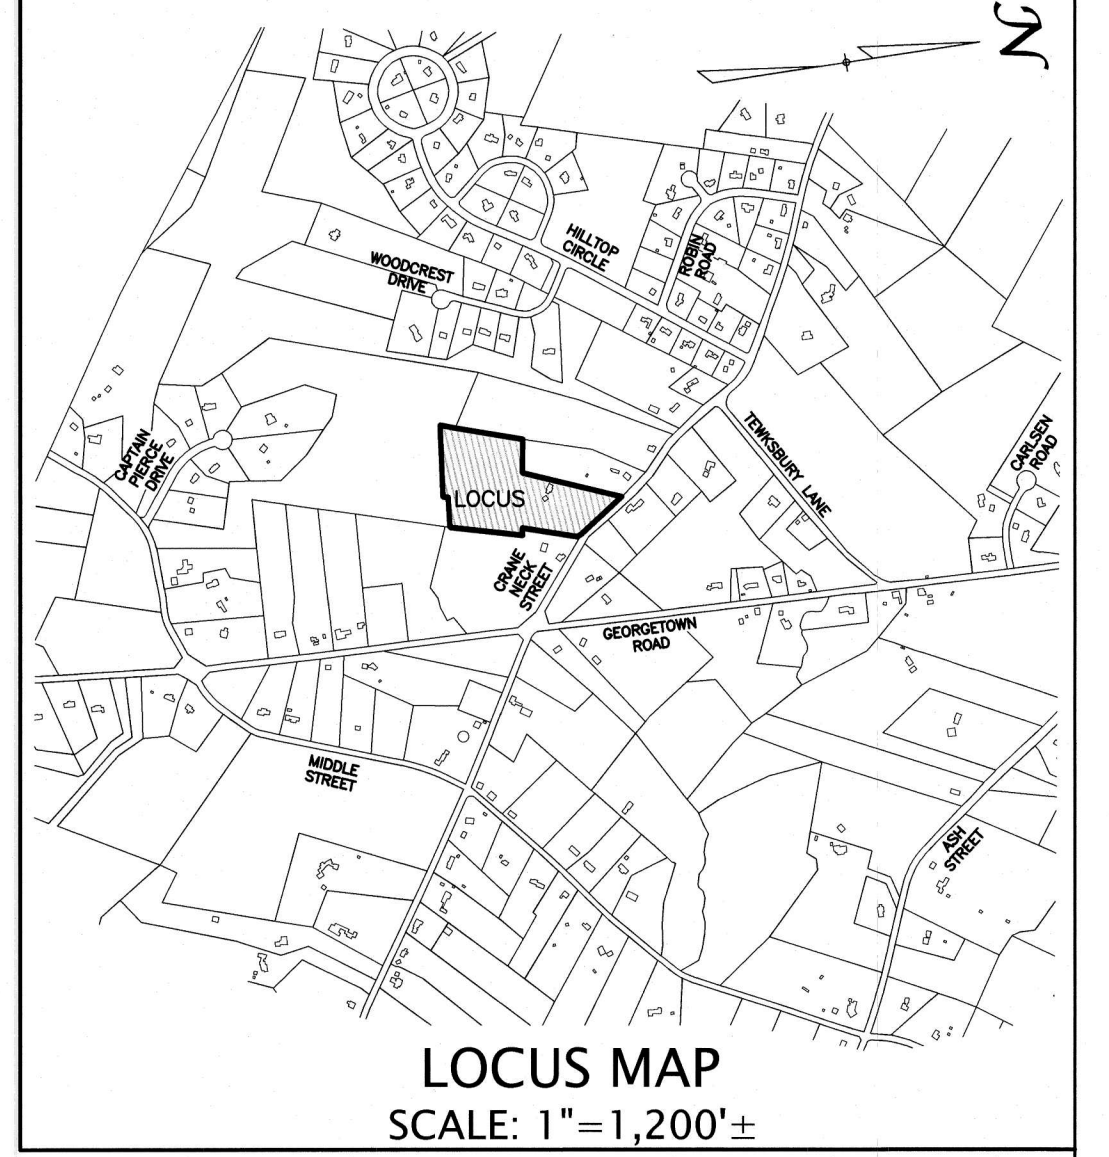 HILLTOP
CIRCLE
ROBIN
ROAD
WOODCREST
DRIVE
CAPTAIN
PIERCE
DRIVE
TEWKSBURY LANE
CARLSEN
ROAD
LOCUS
CRANE
NECK
STREET
GEORGETOWN
ROAD
MIDDLE
STREET
ASH
STREET
LOCUS MAP
SCALE: 1"=1,200'±